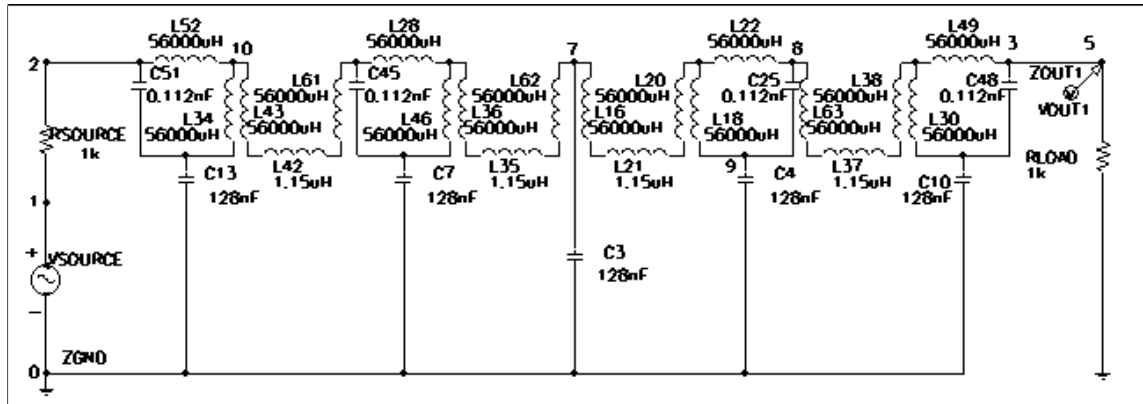 L52
56000uH
L28
56000uH
L22
56000uH
L49
56000uH
2
10
7
8
3
5
C51
0.112nF
L61
56000uH
C45
0.112nF
L62
56000uH
L20
56000uH
C25
0.112nF
L38
56000uH
C48
0.112nF
ZOUT1
VOUT1
L34
56000uH
L43
56000uH
L46
56000uH
L36
56000uH
L16
56000uH
L18
56000uH
L63
56000uH
L30
56000uH
RSOURCE
1k
L42
1.15uH
L35
1.15uH
L21
1.15uH
L37
1.15uH
RLOAD
1k
C13
128nF
C7
128nF
9
C4
128nF
C10
128nF
1
+
VSOURCE
−
C3
128nF
ZGND
0